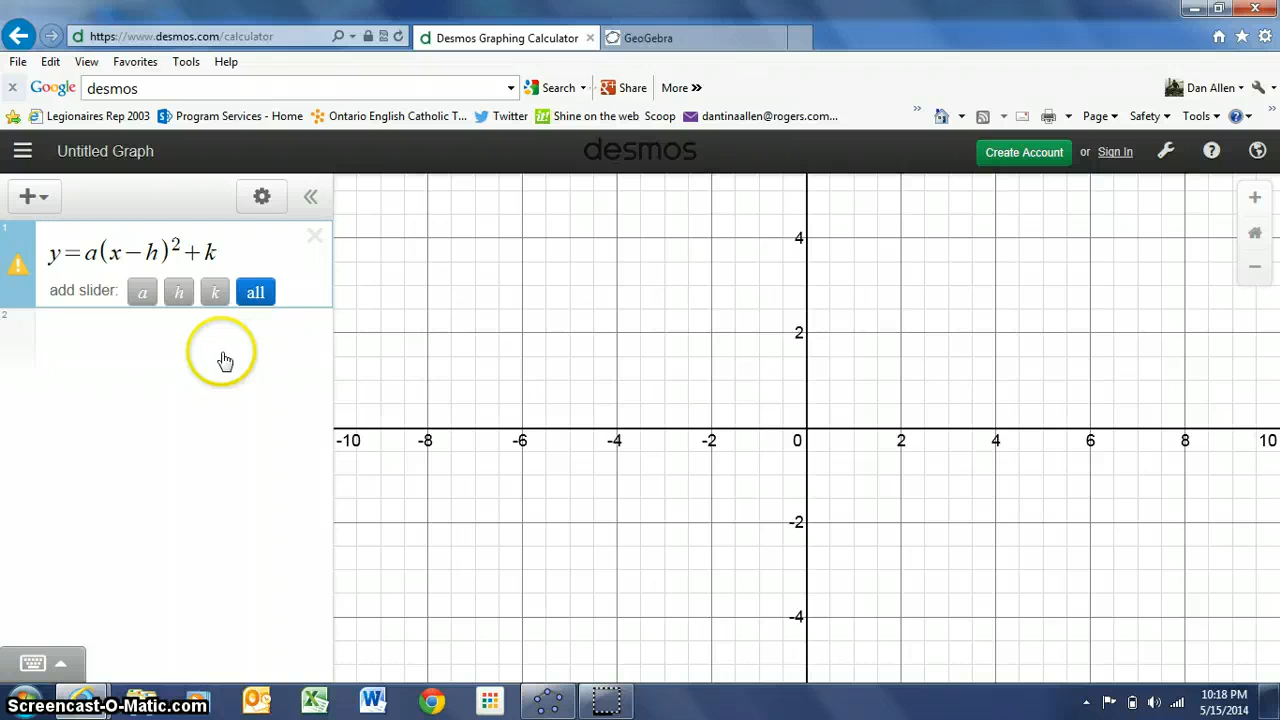 https://www.desmos.com/calculator
Desmos Graphing Calculator
GeoGebra
File Edit View Favorites Tools Help
x Google desmos Search Share More » Dan Allen
Legionaires Rep 2003 Program Services - Home Ontario English Catholic T... Twitter Shine on the web Scoop dantinaallen@rogers.com... Page Safety Tools
Untitled Graph desmos Create Account or Sign In
1
y=a(x−h)²+k
add slider: a h k all
2
4
2
-10 -8 -6 -4 -2 0 2 4 6 8 10
-2
-4
10:18 PM
5/15/2014
Screencast-O-Matic.com